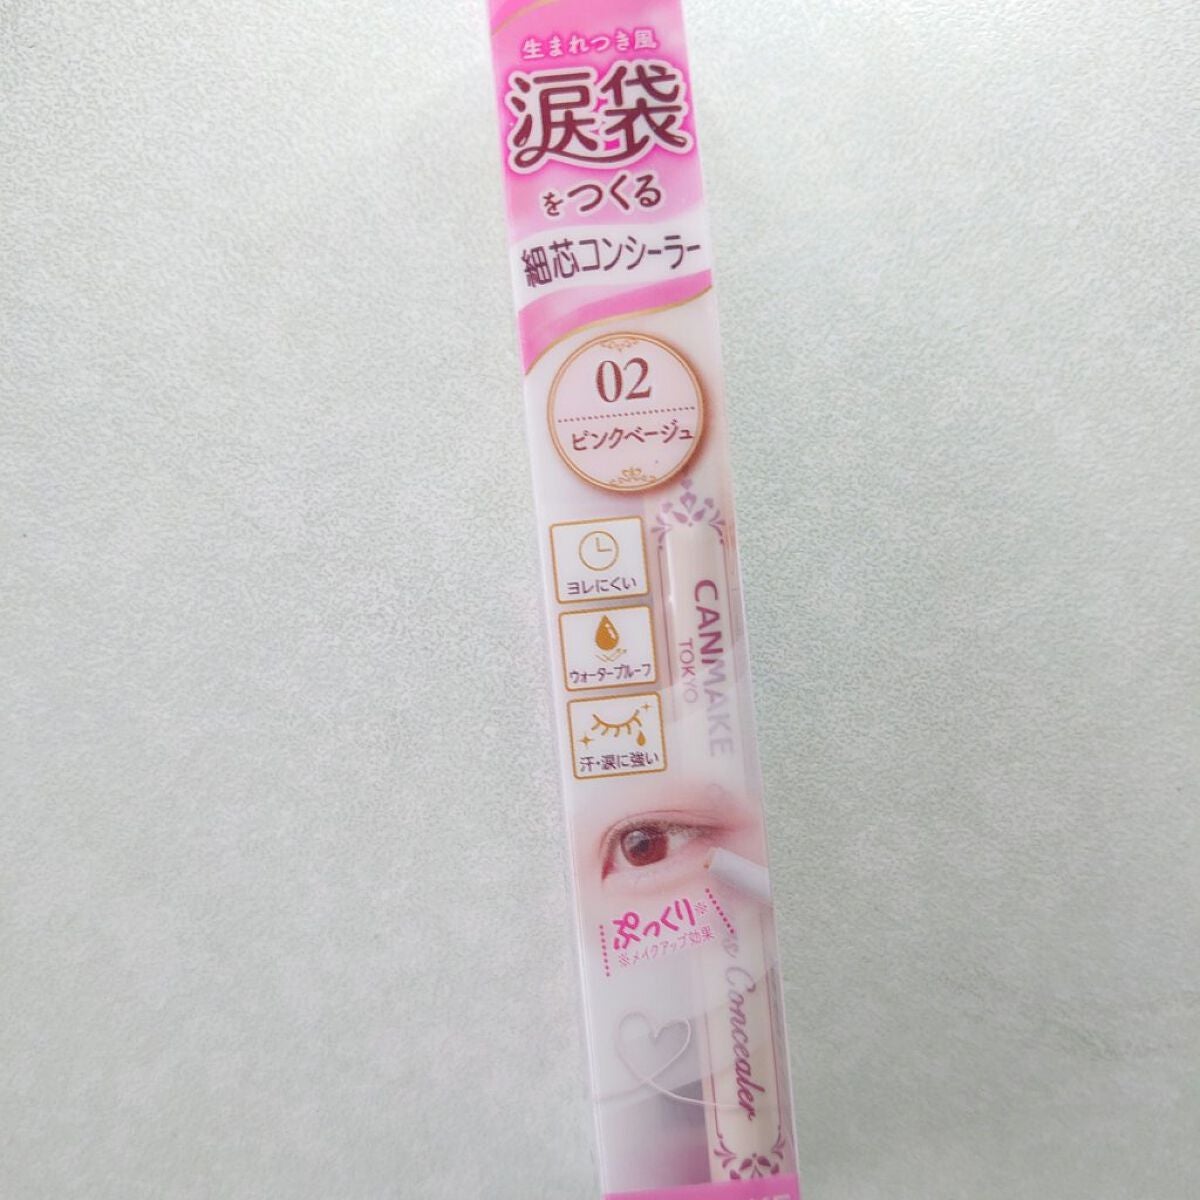 生まれつき風
涙袋
をつくる
細芯コンシーラー
02
ピンクベージュ
ヨレにくい
ウォータープルーフ
汗・涙に強い
CANMAKE
TOKYO
ぷっくり※
※メイクアップ効果
Concealer